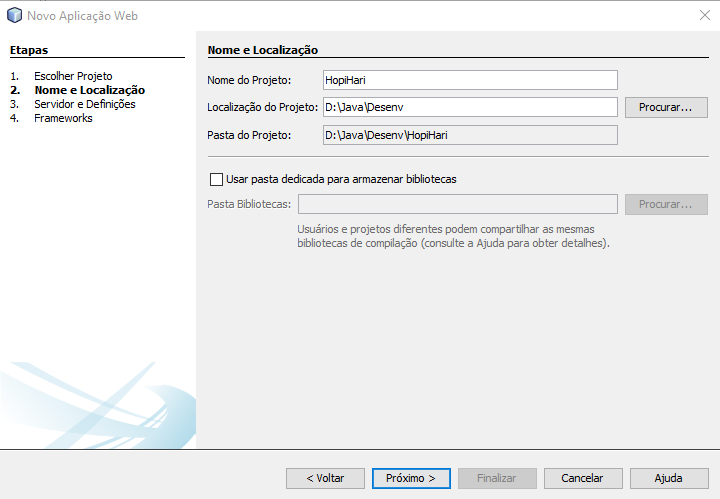 Novo Aplicação Web
Etapas
1. Escolher Projeto
2. Nome e Localização
3. Servidor e Definições
4. Frameworks
Nome e Localização
Nome do Projeto: HopiHari
Localização do Projeto: D:\Java\Desenv Procurar...
Pasta do Projeto: D:\Java\Desenv\HopiHari
Usar pasta dedicada para armazenar bibliotecas
Pasta Bibliotecas: Procurar...
Usuários e projetos diferentes podem compartilhar as mesmas
bibliotecas de compilação (consulte a Ajuda para obter detalhes).
< Voltar Próximo > Finalizar Cancelar Ajuda